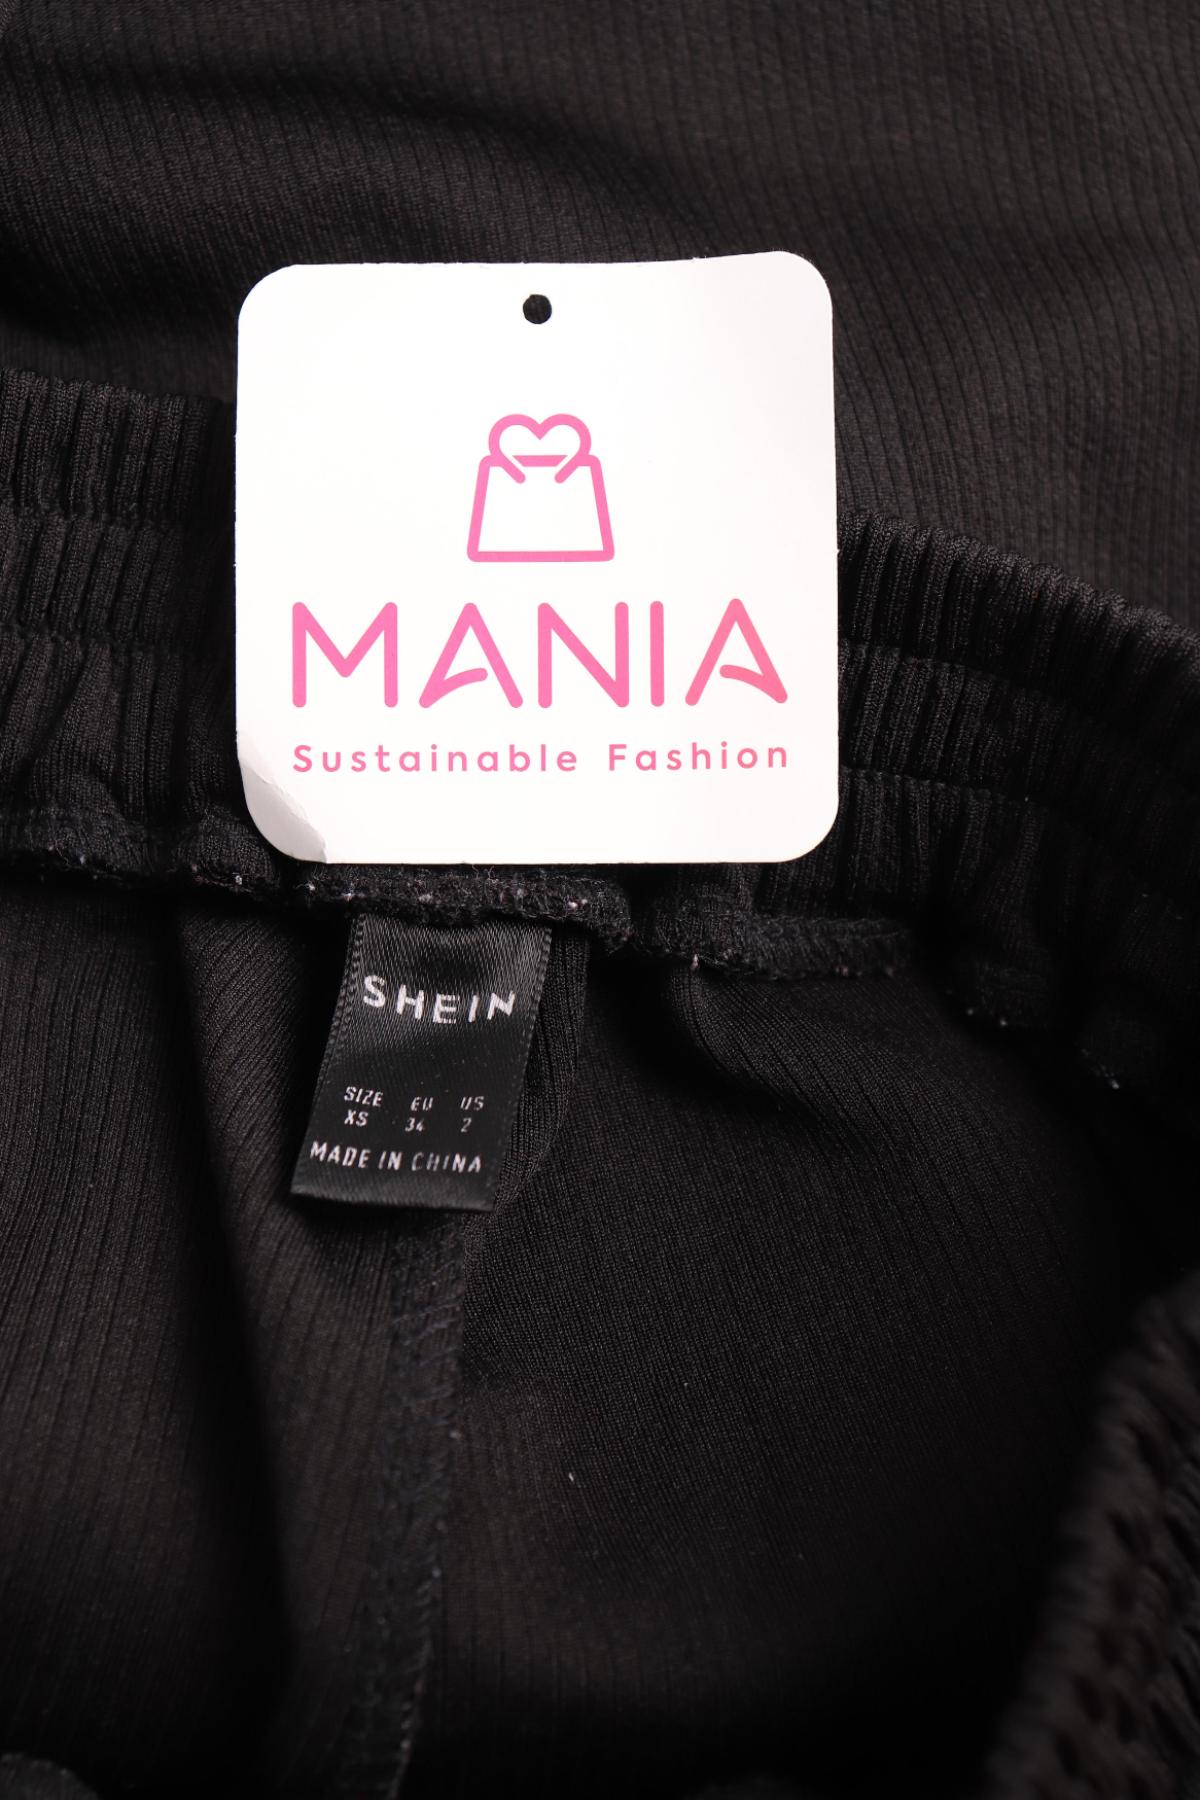 MANIA
Sustainable Fashion
SHEIN
SIZE EU US
XS 34 2
MADE IN CHINA